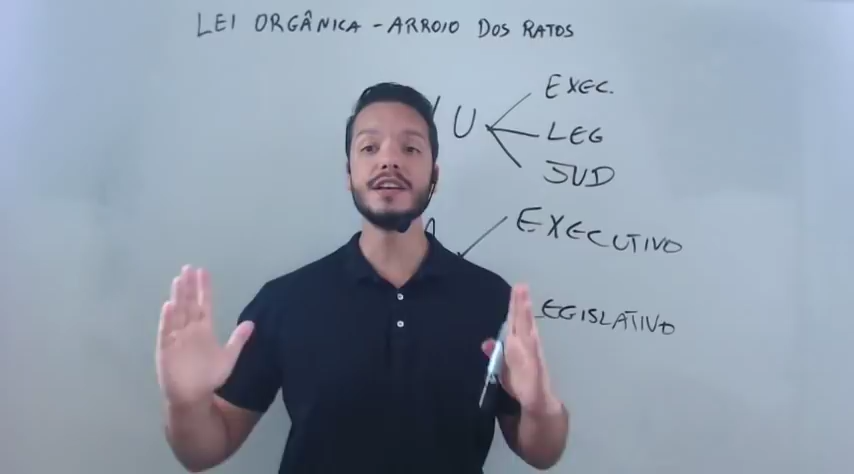 LEI ORGÂNICA - ARROIO DOS RATOS
U
EXEC.
LEG
JUD
EXECUTIVO
EGISLATIVO